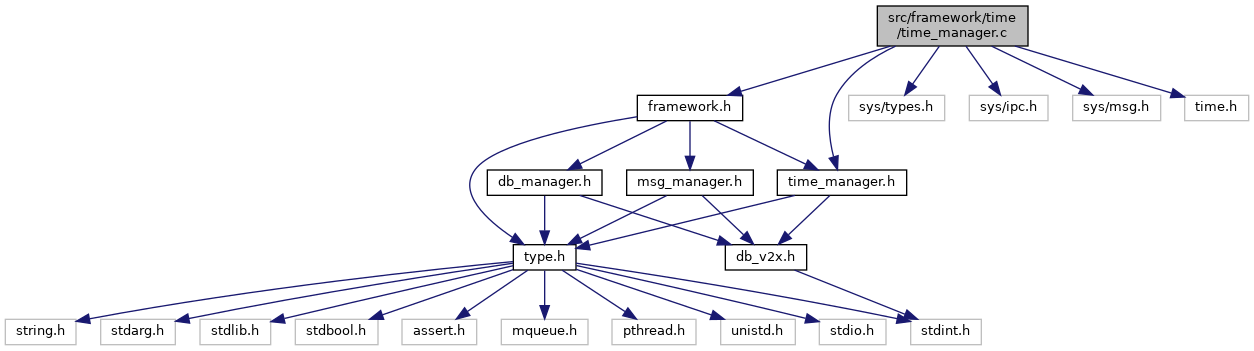 src/framework/time
/time_manager.c
framework.h
sys/types.h
sys/ipc.h
sys/msg.h
time.h
db_manager.h
msg_manager.h
time_manager.h
type.h
db_v2x.h
string.h
stdarg.h
stdlib.h
stdbool.h
assert.h
mqueue.h
pthread.h
unistd.h
stdio.h
stdint.h